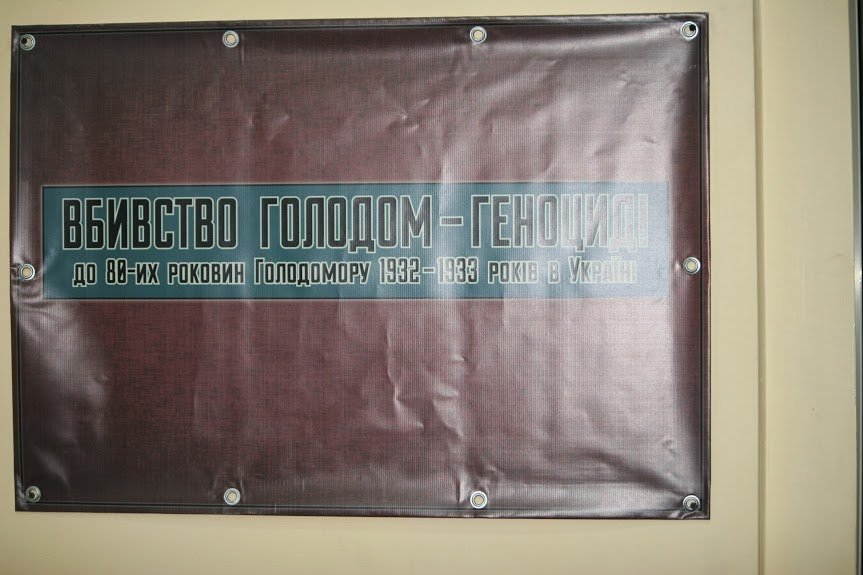 ВБИВСТВО ГОЛОДОМ – ГЕНОЦИД!
до 80-их роковин Голодомору 1932–1933 років в Україні